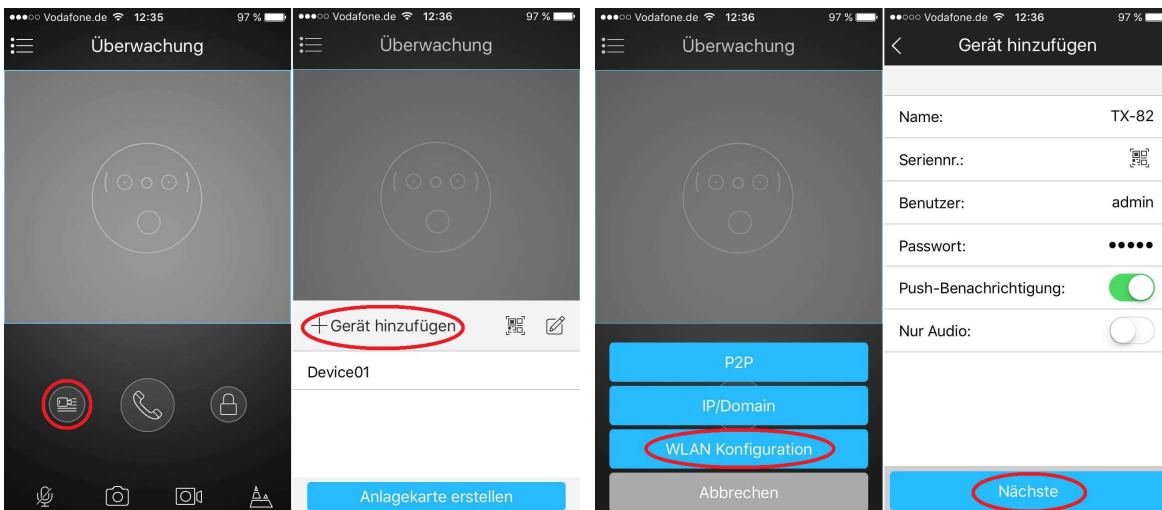 ●●●○○ Vodafone.de 12:35 97 %
Überwachung
●●●○○ Vodafone.de 12:36 97 %
Überwachung
+ Gerät hinzufügen
Device01
Anlagekarte erstellen
●●●○○ Vodafone.de 12:36 97 %
Überwachung
P2P
IP/Domain
WLAN Konfiguration
Abbrechen
●●○○○ Vodafone.de 12:36 97 %
Gerät hinzufügen
Name: TX-82
Seriennr.:
Benutzer: admin
Passwort: ●●●●●
Push-Benachrichtigung:
Nur Audio:
Nächste